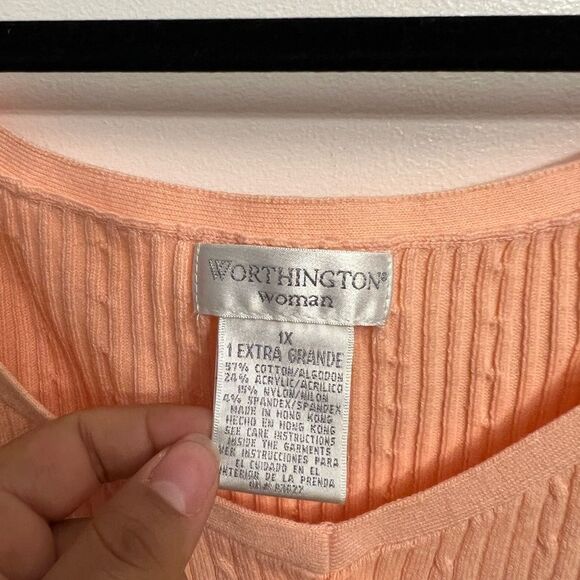 WORTHINGTON®
woman
1X
1 EXTRA GRANDE
57% COTTON/ALGODON
24% ACRYLIC/ACRILICO
15% NYLON/NILON
4% SPANDEX/SPANDEX
MADE IN HONG KONG
HECHO EN HONG KONG
SEE CARE INSTRUCTIONS
INSIDE THE GARMENTS
VER INSTRUCCIONES PARA
EL CUIDADO EN EL
INTERIOR DE LA PRENDA